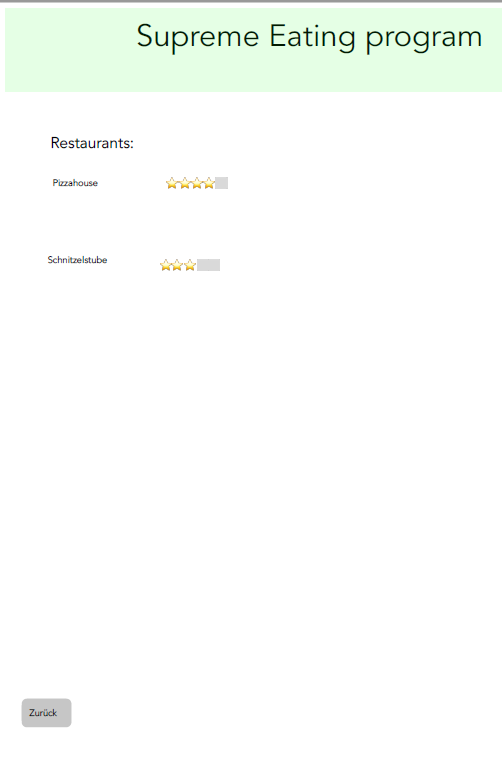 Supreme Eating program
Restaurants:
Pizzahouse
Schnitzelstube
Zurück